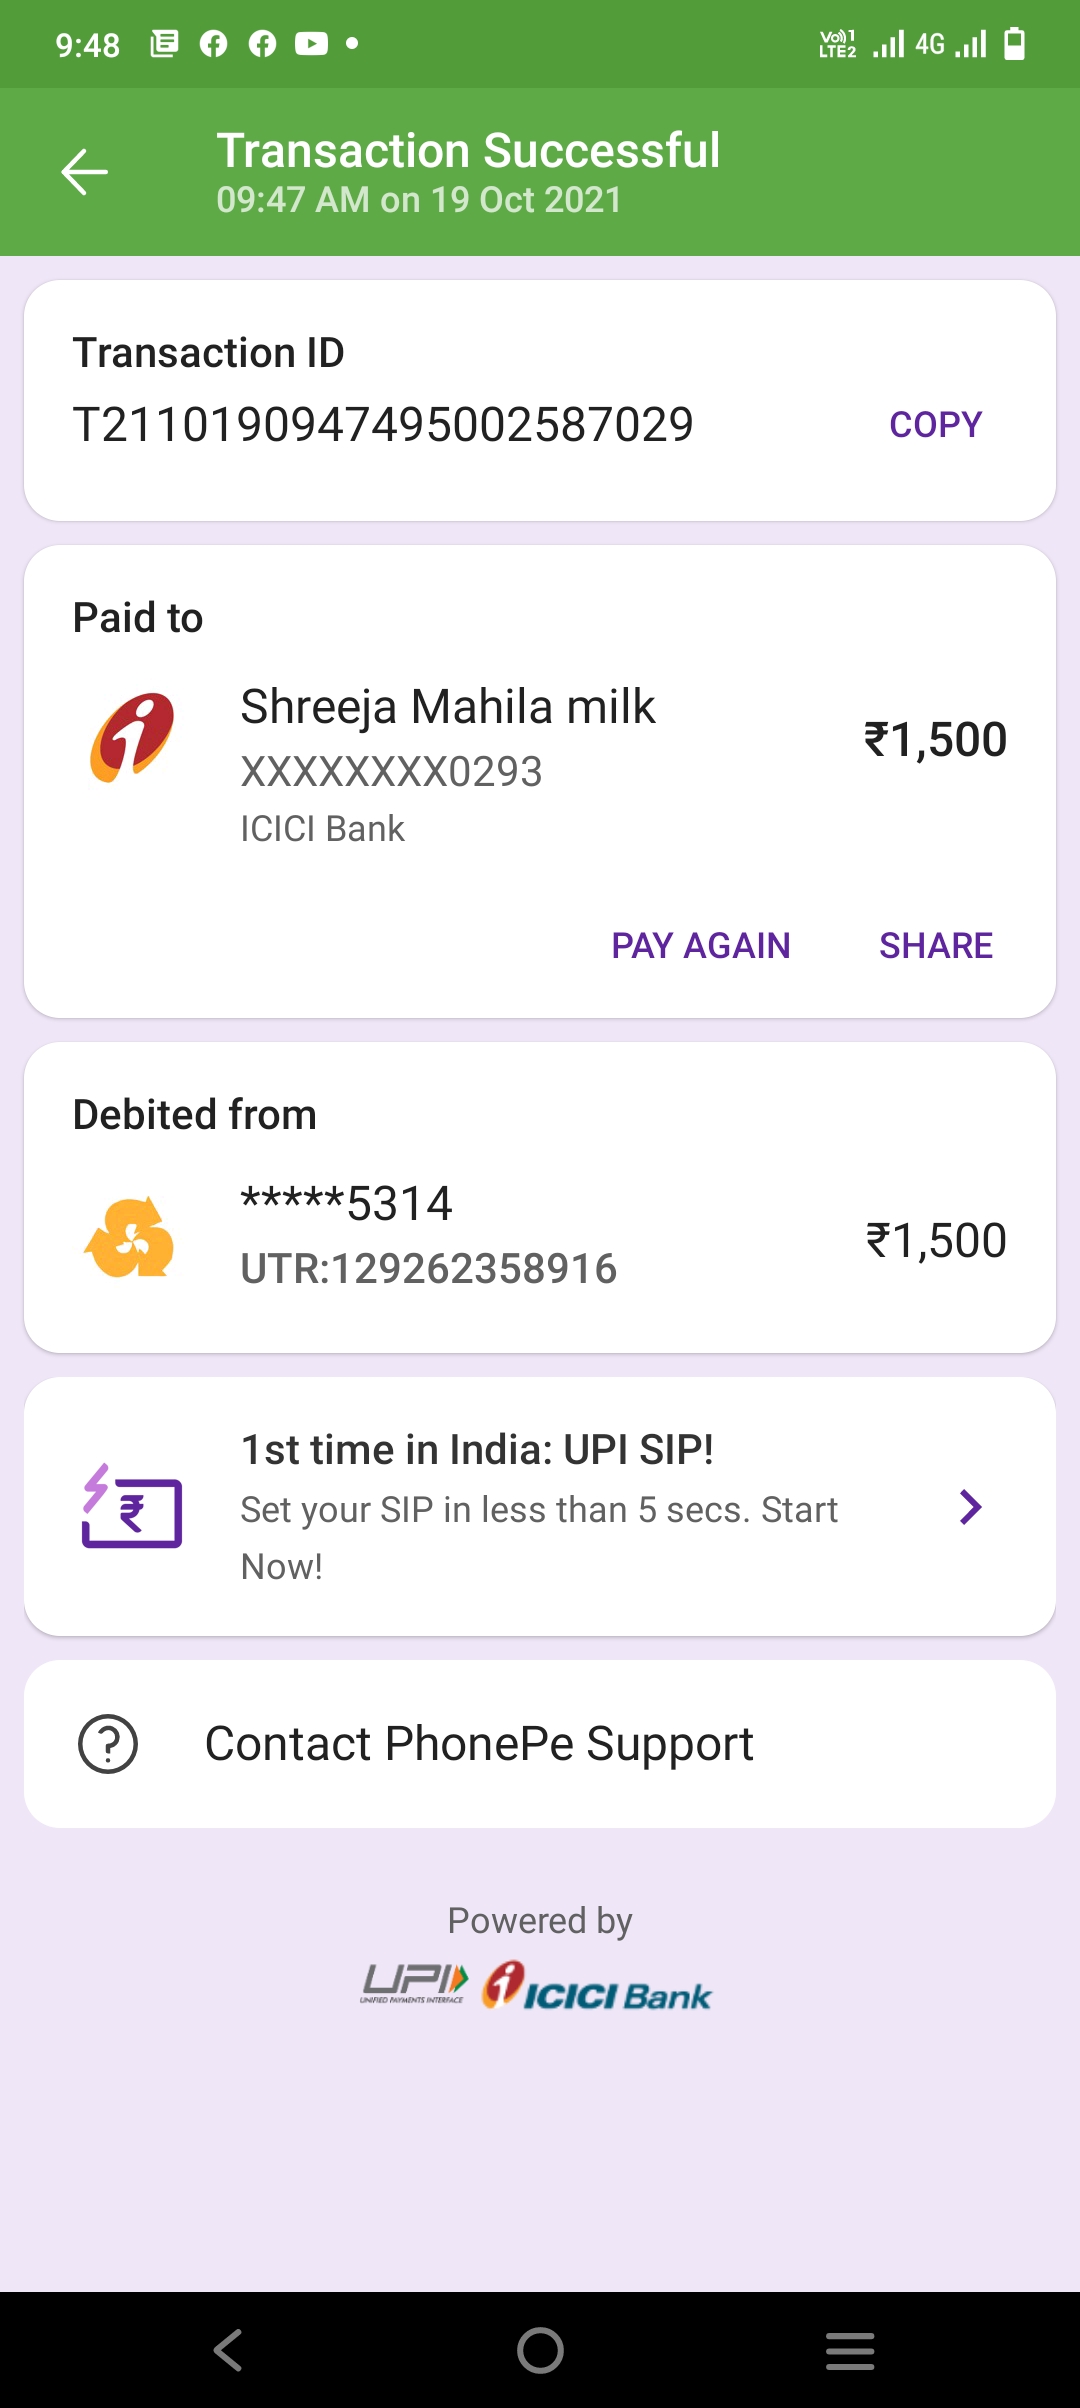 9:48
Vo)) 1
LTE2
4G
Transaction Successful
09:47 AM on 19 Oct 2021
Transaction ID
T2110190947495002587029
COPY
Paid to
Shreeja Mahila milk
₹1,500
XXXXXXXX0293
ICICI Bank
PAY AGAIN
SHARE
Debited from
*****5314
₹1,500
UTR:129262358916
1st time in India: UPI SIP!
Set your SIP in less than 5 secs. Start
Now!
Contact PhonePe Support
Powered by
UPI
UNIFIED PAYMENTS INTERFACE
ICICI Bank